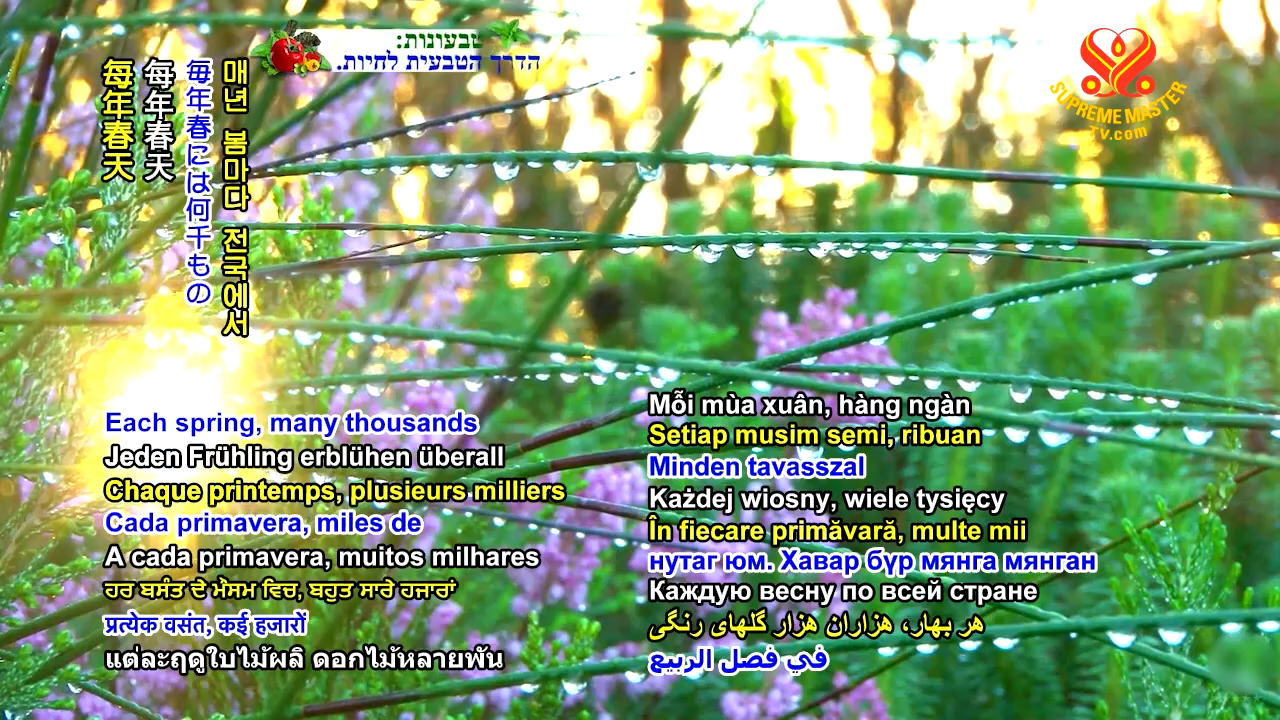 טבעונות:
הדרך הטבעית לחיות.
SUPREME MASTER
TV.com
每年春天
每年春天
毎年春には何千もの
매년 봄마다 전국에서
Each spring, many thousands
Jeden Frühling erblühen überall
Chaque printemps, plusieurs milliers
Cada primavera, miles de
A cada primavera, muitos milhares
ਹਰ ਬਸੰਤ ਦੇ ਮੌਸਮ ਵਿਚ, ਬਹੁਤ ਸਾਰੇ ਹਜਾਰਾਂ
प्रत्येक वसंत, कई हजारों
แต่ละฤดูใบไม้ผลิ ดอกไม้หลายพัน
Mỗi mùa xuân, hàng ngàn
Setiap musim semi, ribuan
Minden tavasszal
Każdej wiosny, wiele tysięcy
În fiecare primăvară, multe mii
нутаг юм. Хавар бүр мянга мянган
Каждую весну по всей стране
هر بهار، هزاران هزار گلهای رنگی
في فصل الربيع